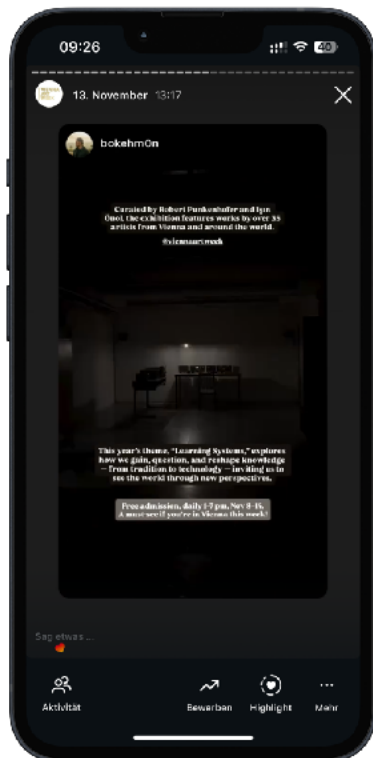 09:26
40
13. November 13:17
bokehm0n
Curated by Robert Punkenhofer and Işın
Önol, the exhibition features works by over 35
artists from Vienna and around the world.
@viennaartweek
This year's theme, "Learning Systems," explores
how we gain, question, and reshape knowledge
— from tradition to technology — inviting us to
see the world through new perspectives.
Free admission, daily 1-7 pm, Nov 8-15.
A must-see if you're in Vienna this week!
Sag etwas ...
Aktivität
Bewerben
Highlight
Mehr